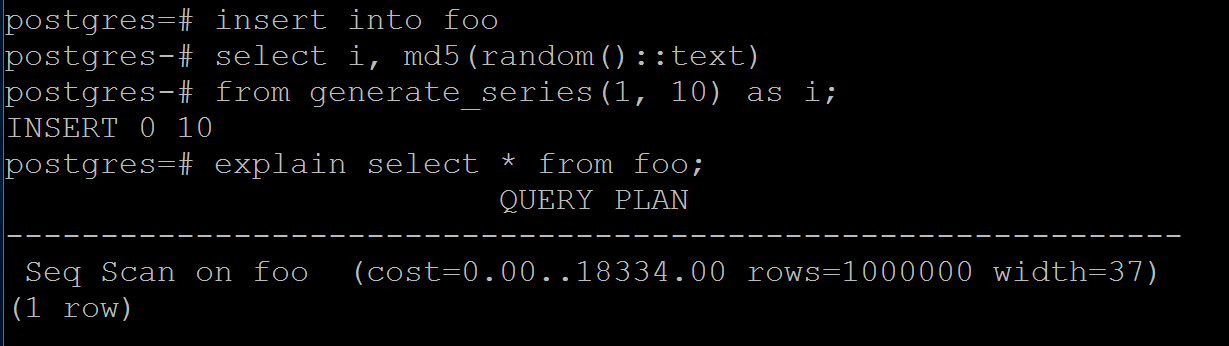 postgres=# insert into foo
postgres-# select i, md5(random()::text)
postgres-# from generate_series(1, 10) as i;
INSERT 0 10
postgres=# explain select * from foo;
QUERY PLAN
--------------------------------------------------------------
Seq Scan on foo  (cost=0.00..18334.00 rows=1000000 width=37)
(1 row)